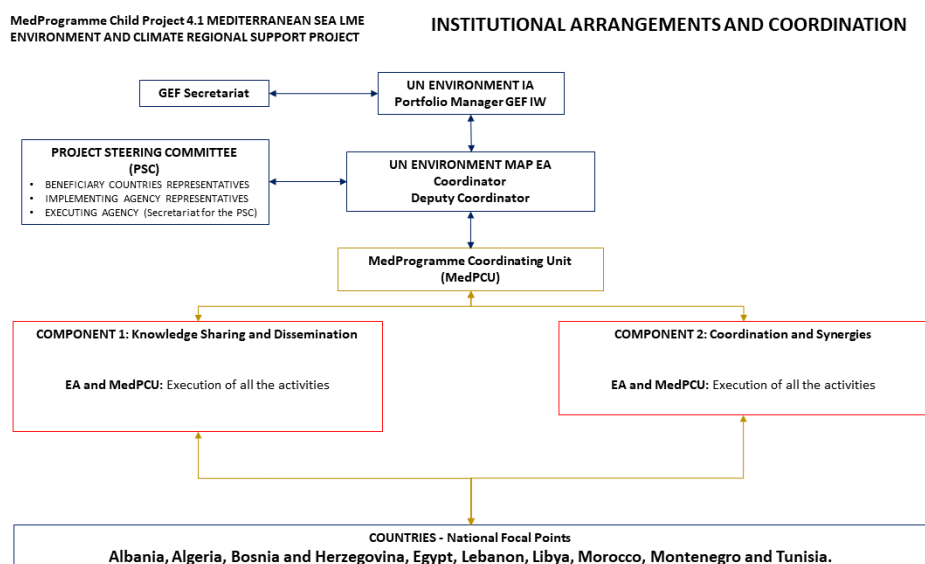 MedProgramme Child Project 4.1 MEDITERRANEAN SEA LME
ENVIRONMENT AND CLIMATE REGIONAL SUPPORT PROJECT
INSTITUTIONAL ARRANGEMENTS AND COORDINATION
GEF Secretariat
UN ENVIRONMENT IA
Portfolio Manager GEF IW
PROJECT STEERING COMMITTEE
(PSC)
• BENEFICIARY COUNTRIES REPRESENTATIVES
• IMPLEMENTING AGENCY REPRESENTATIVES
• EXECUTING AGENCY (Secretariat for the PSC)
UN ENVIRONMENT MAP EA
Coordinator
Deputy Coordinator
MedProgramme Coordinating Unit
(MedPCU)
COMPONENT 1: Knowledge Sharing and Dissemination
EA and MedPCU: Execution of all the activities
COMPONENT 2: Coordination and Synergies
EA and MedPCU: Execution of all the activities
COUNTRIES - National Focal Points
Albania, Algeria, Bosnia and Herzegovina, Egypt, Lebanon, Libya, Morocco, Montenegro and Tunisia.